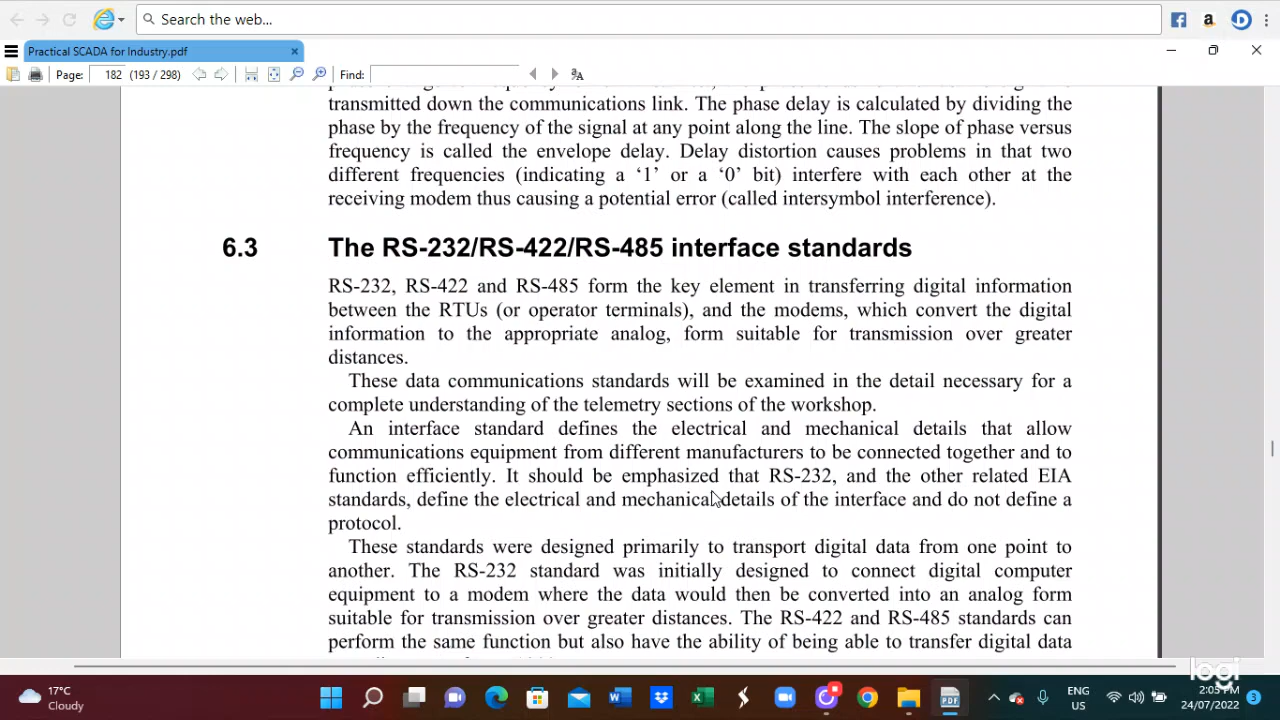 Search the web...
Practical SCADA for Industry.pdf
Page: 182 (193 / 298) Find:
transmitted down the communications link. The phase delay is calculated by dividing the
phase by the frequency of the signal at any point along the line. The slope of phase versus
frequency is called the envelope delay. Delay distortion causes problems in that two
different frequencies (indicating a ‘1’ or a ‘0’ bit) interfere with each other at the
receiving modem thus causing a potential error (called intersymbol interference).
6.3 The RS-232/RS-422/RS-485 interface standards
RS-232, RS-422 and RS-485 form the key element in transferring digital information
between the RTUs (or operator terminals), and the modems, which convert the digital
information to the appropriate analog, form suitable for transmission over greater
distances.
These data communications standards will be examined in the detail necessary for a
complete understanding of the telemetry sections of the workshop.
An interface standard defines the electrical and mechanical details that allow
communications equipment from different manufacturers to be connected together and to
function efficiently. It should be emphasized that RS-232, and the other related EIA
standards, define the electrical and mechanical details of the interface and do not define a
protocol.
These standards were designed primarily to transport digital data from one point to
another. The RS-232 standard was initially designed to connect digital computer
equipment to a modem where the data would then be converted into an analog form
suitable for transmission over greater distances. The RS-422 and RS-485 standards can
perform the same function but also have the ability of being able to transfer digital data
logi
17°C
Cloudy
ENG
US
2:05 PM
24/07/2022
3